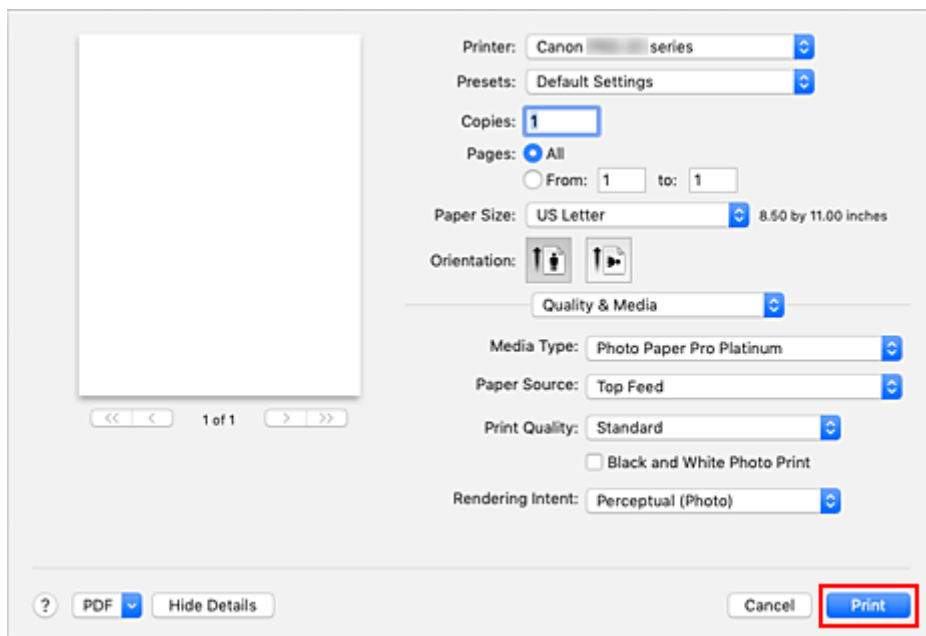 Printer: Canon series
Presets: Default Settings
Copies: 1
Pages: All
From: 1 to: 1
Paper Size: US Letter 8.50 by 11.00 inches
Orientation:
Quality & Media
Media Type: Photo Paper Pro Platinum
Paper Source: Top Feed
<< < 1 of 1 > >>
Print Quality: Standard
Black and White Photo Print
Rendering Intent: Perceptual (Photo)
? PDF Hide Details Cancel Print